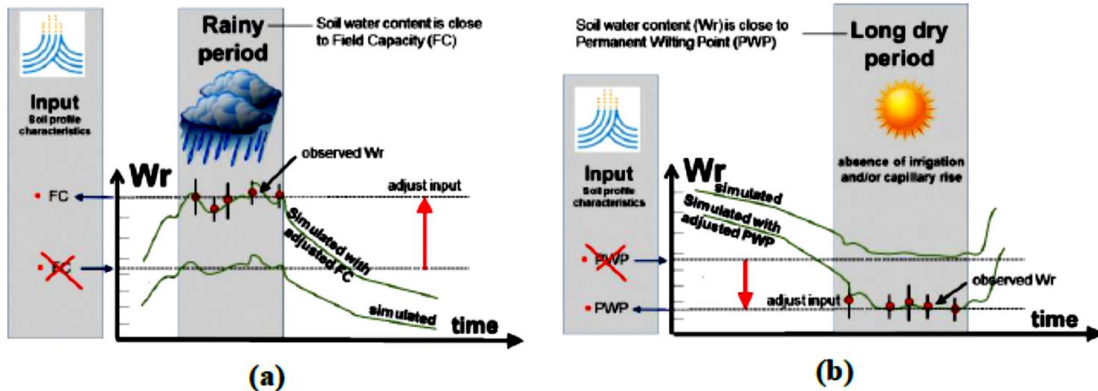 Rainy
period
Soil water content is close
to Field Capacity (FC)
Input
Soil profile
characteristics
Wr
observed Wr
FC
adjust input
Simulated with
adjusted FC
FC
simulated
time
(a)
Soil water content (Wr) is close to
Permanent Wilting Point (PWP)
Long dry
period
Input
Soil profile
characteristics
absence of irrigation
and/or capillary rise
Wr
simulated
Simulated with
adjusted PWP
PWP
observed Wr
adjust input
PWP
time
(b)